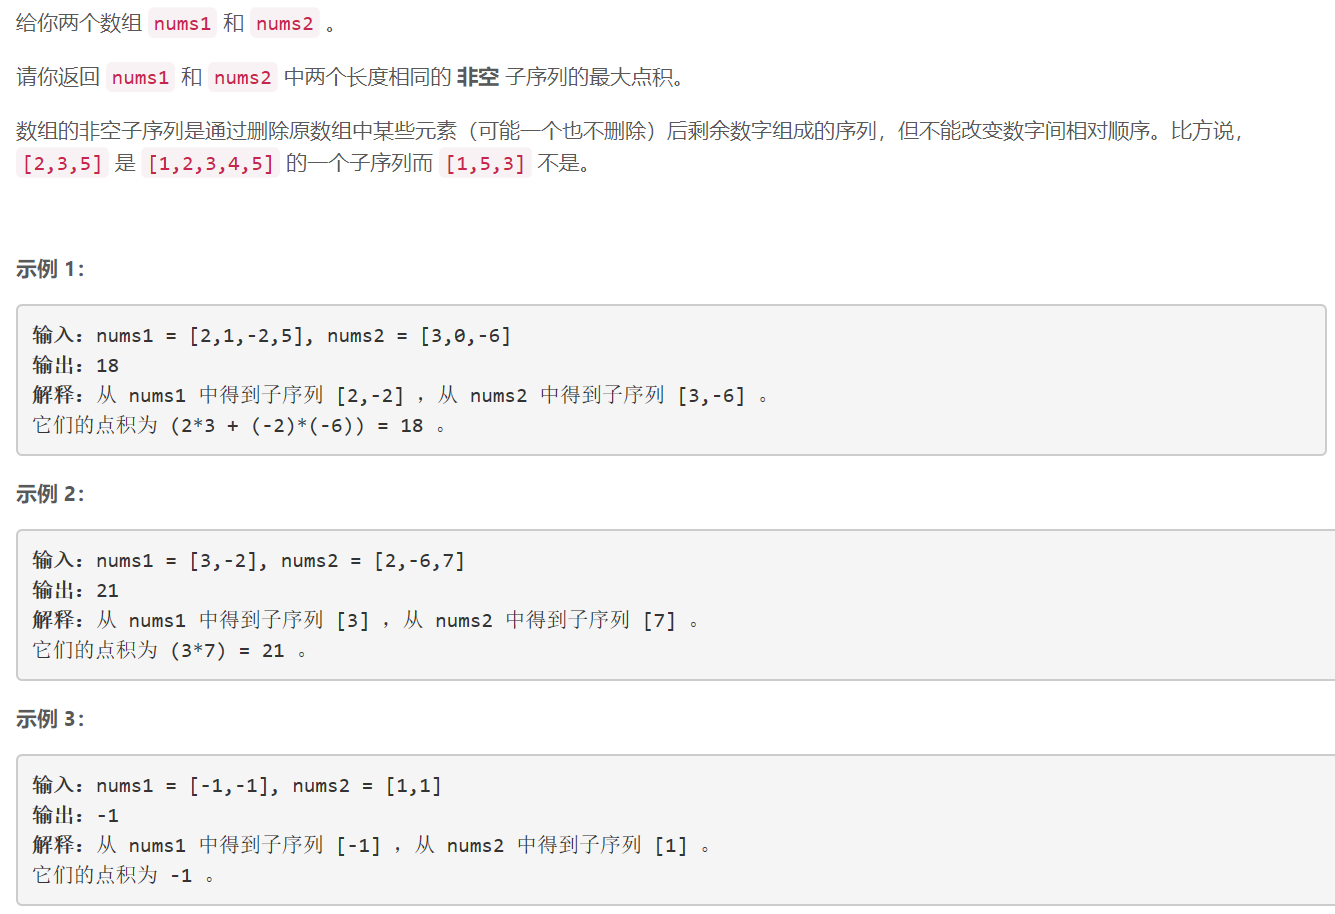 给你两个数组 nums1 和 nums2 。
请你返回 nums1 和 nums2 中两个长度相同的 非空 子序列的最大点积。
数组的非空子序列是通过删除原数组中某些元素（可能一个也不删除）后剩余数字组成的序列，但不能改变数字间相对顺序。比方说，
[2,3,5] 是 [1,2,3,4,5] 的一个子序列而 [1,5,3] 不是。
示例 1：
输入：nums1 = [2,1,-2,5], nums2 = [3,0,-6]
输出：18
解释：从 nums1 中得到子序列 [2,-2] ，从 nums2 中得到子序列 [3,-6] 。
它们的点积为 (2*3 + (-2)*(-6)) = 18 。
示例 2：
输入：nums1 = [3,-2], nums2 = [2,-6,7]
输出：21
解释：从 nums1 中得到子序列 [3] ，从 nums2 中得到子序列 [7] 。
它们的点积为 (3*7) = 21 。
示例 3：
输入：nums1 = [-1,-1], nums2 = [1,1]
输出：-1
解释：从 nums1 中得到子序列 [-1] ，从 nums2 中得到子序列 [1] 。
它们的点积为 -1 。